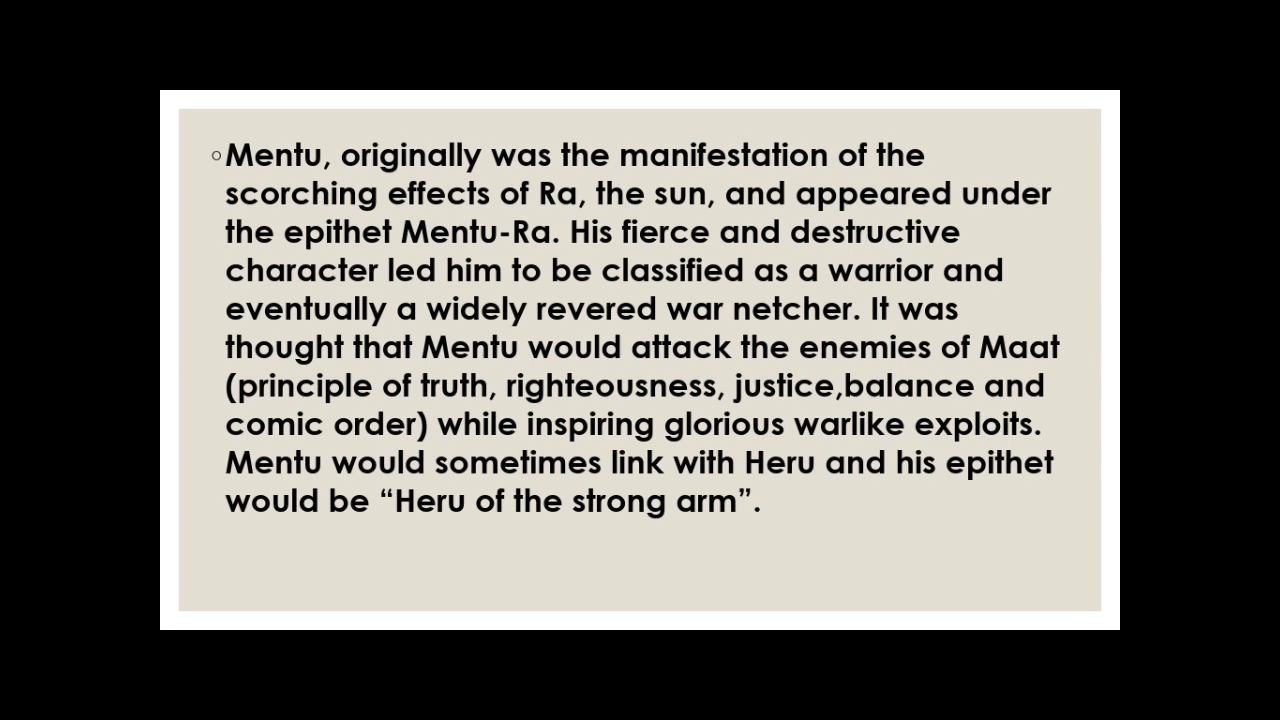 ◦Mentu, originally was the manifestation of the
scorching effects of Ra, the sun, and appeared under
the epithet Mentu-Ra. His fierce and destructive
character led him to be classified as a warrior and
eventually a widely revered war netcher. It was
thought that Mentu would attack the enemies of Maat
(principle of truth, righteousness, justice,balance and
comic order) while inspiring glorious warlike exploits.
Mentu would sometimes link with Heru and his epithet
would be “Heru of the strong arm”.